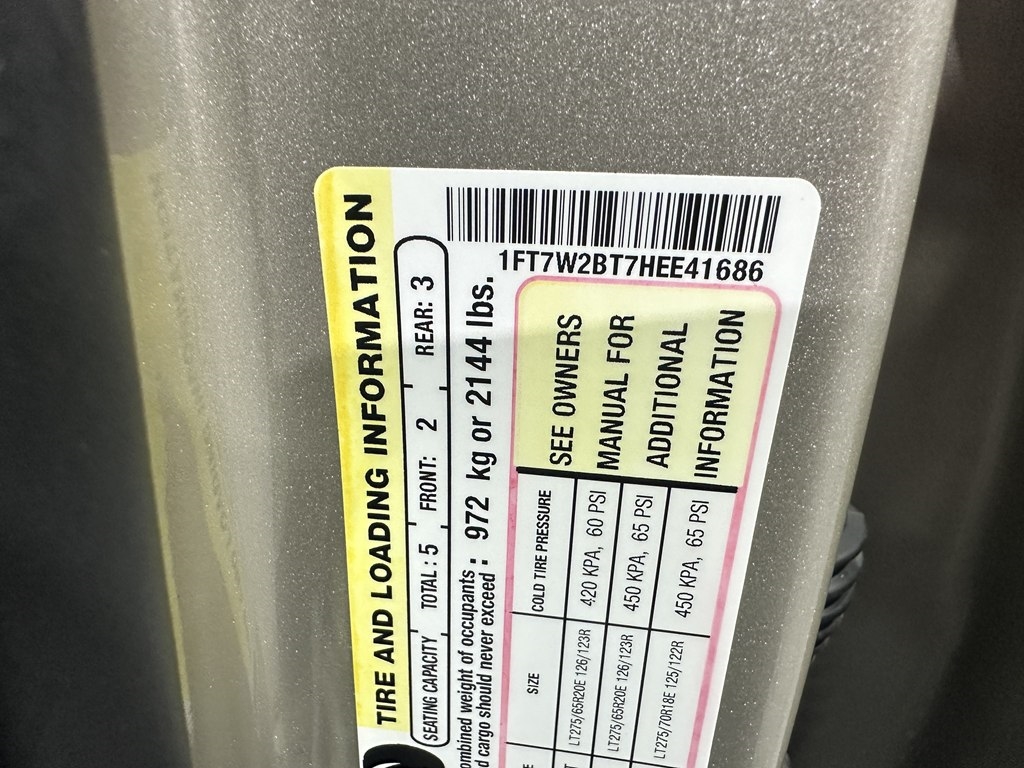 TIRE AND LOADING INFORMATION
SEATING CAPACITY TOTAL : 5 FRONT: 2 REAR: 3
ombined weight of occupants :
d cargo should never exceed : 972 kg or 2144 lbs.
1FT7W2BT7HEE41686
SIZE COLD TIRE PRESSURE
LT275/65R20E 126/123R 420 KPA, 60 PSI
LT275/65R20E 126/123R 450 KPA, 65 PSI
LT275/70R18E 125/122R 450 KPA, 65 PSI
SEE OWNERS
MANUAL FOR
ADDITIONAL
INFORMATION